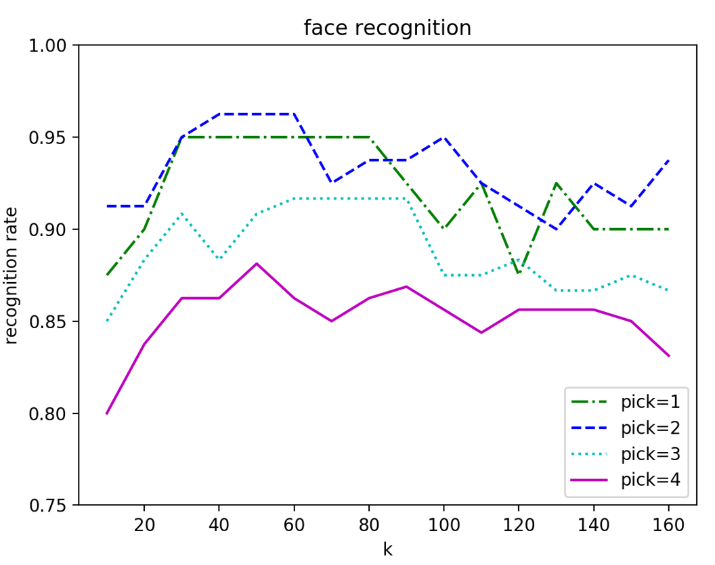 face recognition
1.00
0.95
0.90
0.85
0.80
0.75
recognition rate
20 40 60 80 100 120 140 160
k
pick=1
pick=2
pick=3
pick=4